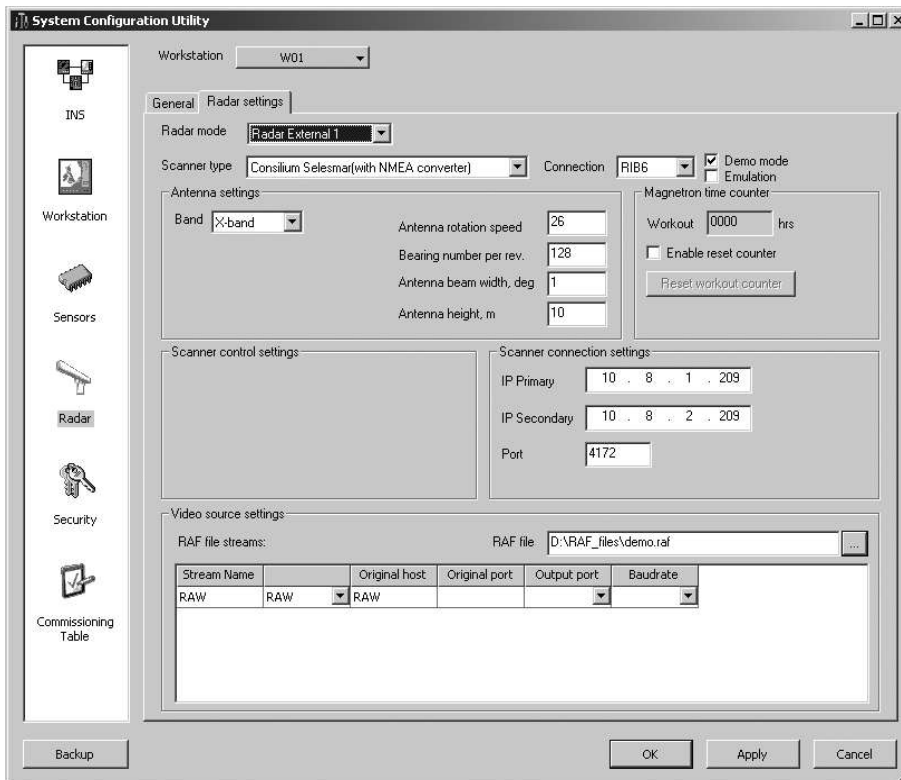 System Configuration Utility
Workstation W01
INS
Workstation
Sensors
Radar
Security
Commissioning
Table
General Radar settings
Radar mode Radar External 1
Scanner type Consilium Selesmar(with NMEA converter) Connection RIB6 Demo mode
Emulation
Antenna settings
Band X-band
Antenna rotation speed 26
Bearing number per rev. 128
Antenna beam width, deg 1
Antenna height, m 10
Magnetron time counter
Workout 0000 hrs
Enable reset counter
Reset workout counter
Scanner control settings
Scanner connection settings
IP Primary 10 . 8 . 1 . 209
IP Secondary 10 . 8 . 2 . 209
Port 4172
Video source settings
RAF file streams: RAF file D:\RAF_files\demo.raf ...
Stream Name Original host Original port Output port Baudrate
RAW RAW RAW
Backup OK Apply Cancel